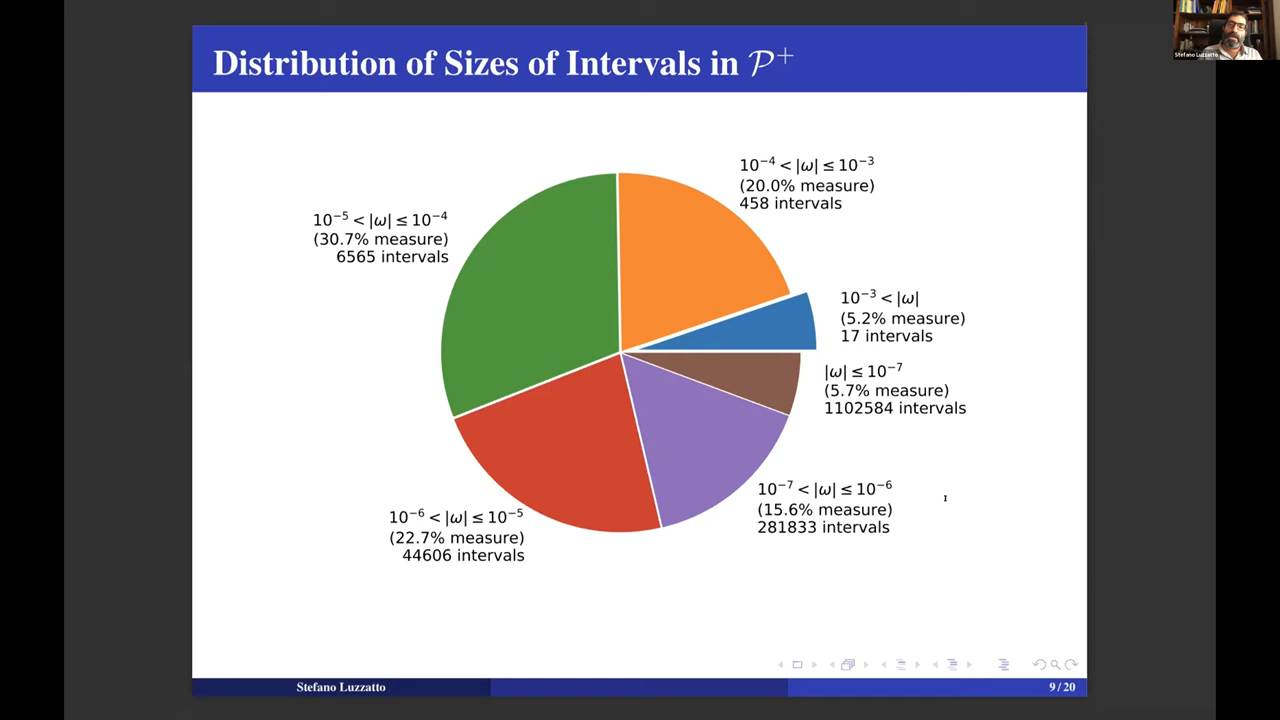 Distribution of Sizes of Intervals in 𝒫⁺
Stefano Luzzatto
10⁻⁴ < |ω| ≤ 10⁻³
(20.0% measure)
458 intervals
10⁻⁵ < |ω| ≤ 10⁻⁴
(30.7% measure)
6565 intervals
10⁻³ < |ω|
(5.2% measure)
17 intervals
|ω| ≤ 10⁻⁷
(5.7% measure)
1102584 intervals
10⁻⁷ < |ω| ≤ 10⁻⁶
(15.6% measure)
281833 intervals
10⁻⁶ < |ω| ≤ 10⁻⁵
(22.7% measure)
44606 intervals
Stefano Luzzatto
9 / 20